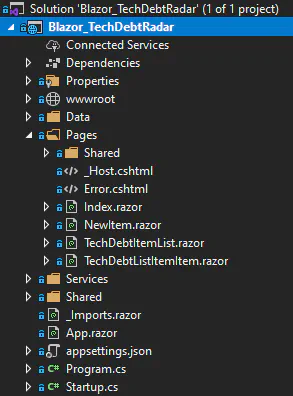 Solution 'Blazor_TechDebtRadar' (1 of 1 project)
Blazor_TechDebtRadar
Connected Services
Dependencies
Properties
wwwroot
Data
Pages
Shared
_Host.cshtml
Error.cshtml
Index.razor
NewItem.razor
TechDebtItemList.razor
TechDebtListItemItem.razor
Services
Shared
_Imports.razor
App.razor
appsettings.json
C# Program.cs
C# Startup.cs